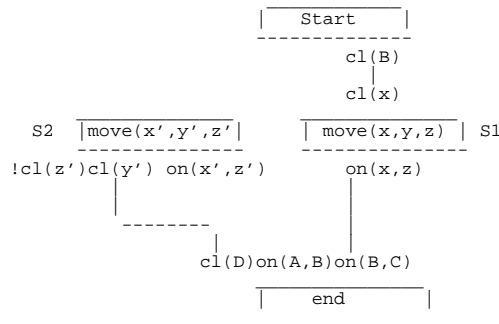 Start
cl(B)
cl(x)
S2 move(x',y',z') move(x,y,z) S1
!cl(z')cl(y') on(x',z') on(x,z)
cl(D)on(A,B)on(B,C)
end